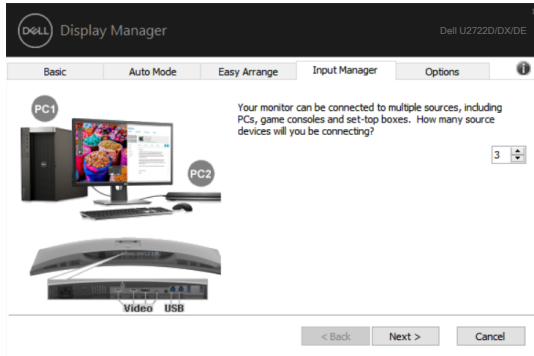 DELL Display Manager
Dell U2722D/DX/DE
Basic Auto Mode Easy Arrange Input Manager Options
PC1
Your monitor can be connected to multiple sources, including
PCs, game consoles and set-top boxes. How many source
devices will you be connecting?
3
PC2
Video USB
< Back Next > Cancel